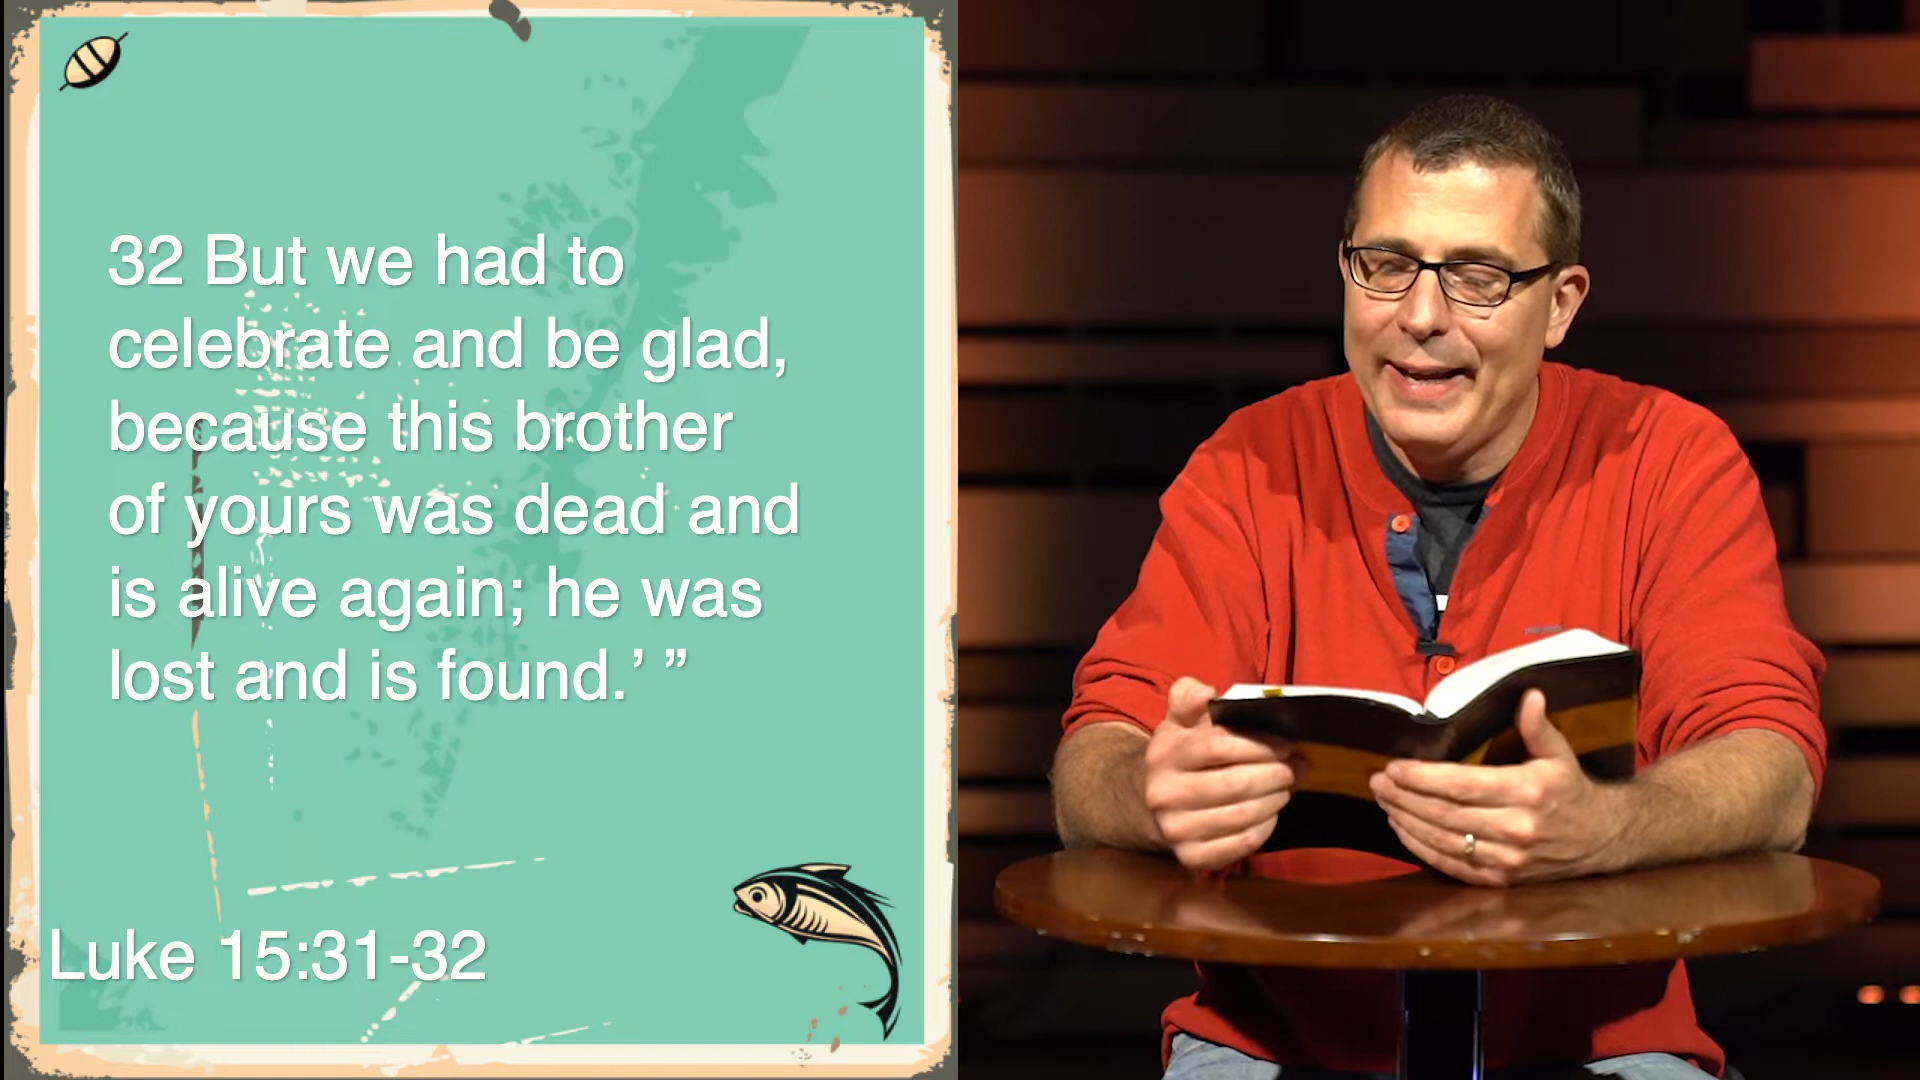 32 But we had to
celebrate and be glad,
because this brother
of yours was dead and
is alive again; he was
lost and is found.’ ”
Luke 15:31-32